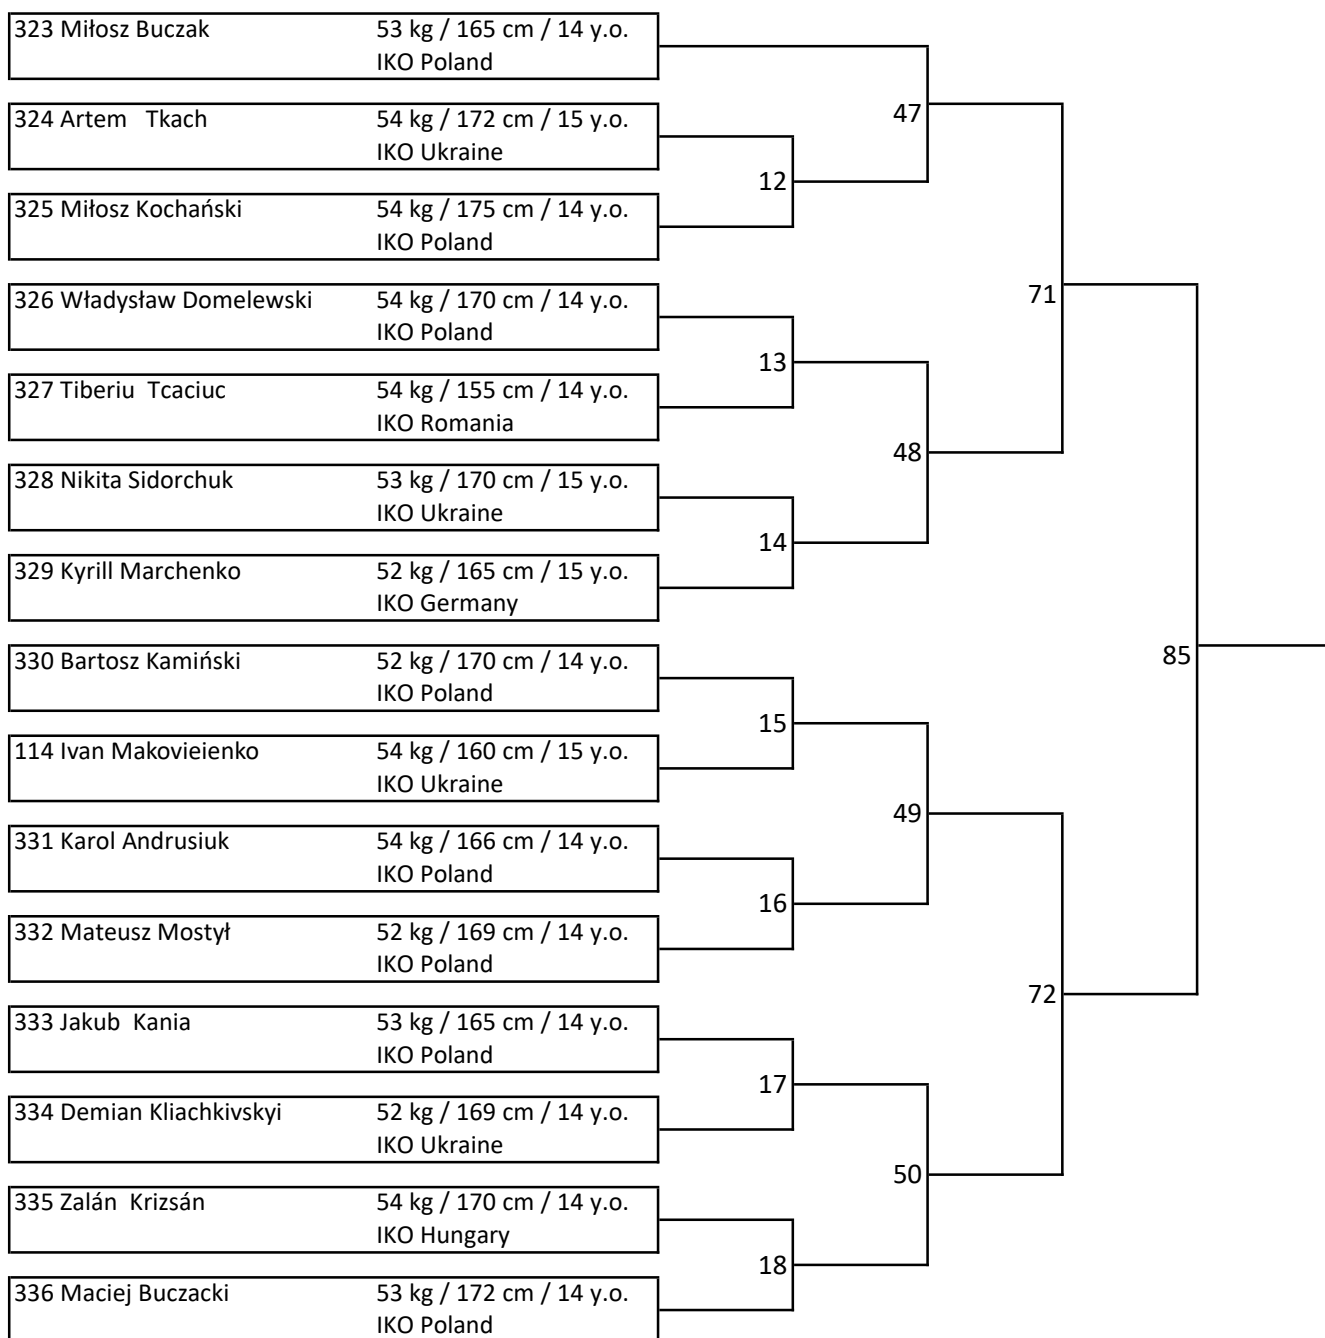 323 Miłosz Buczak 53 kg / 165 cm / 14 y.o.
IKO Poland
47
324 Artem Tkach 54 kg / 172 cm / 15 y.o.
IKO Ukraine
12
325 Miłosz Kochański 54 kg / 175 cm / 14 y.o.
IKO Poland
71
326 Władysław Domelewski 54 kg / 170 cm / 14 y.o.
IKO Poland
13
327 Tiberiu Tcaciuc 54 kg / 155 cm / 14 y.o.
IKO Romania
48
328 Nikita Sidorchuk 53 kg / 170 cm / 15 y.o.
IKO Ukraine
14
329 Kyrill Marchenko 52 kg / 165 cm / 15 y.o.
IKO Germany
85
330 Bartosz Kamiński 52 kg / 170 cm / 14 y.o.
IKO Poland
15
114 Ivan Makovieienko 54 kg / 160 cm / 15 y.o.
IKO Ukraine
49
331 Karol Andrusiuk 54 kg / 166 cm / 14 y.o.
IKO Poland
16
332 Mateusz Mostył 52 kg / 169 cm / 14 y.o.
IKO Poland
72
333 Jakub Kania 53 kg / 165 cm / 14 y.o.
IKO Poland
17
334 Demian Kliachkivskyi 52 kg / 169 cm / 14 y.o.
IKO Ukraine
50
335 Zalán Krizsán 54 kg / 170 cm / 14 y.o.
IKO Hungary
18
336 Maciej Buczacki 53 kg / 172 cm / 14 y.o.
IKO Poland